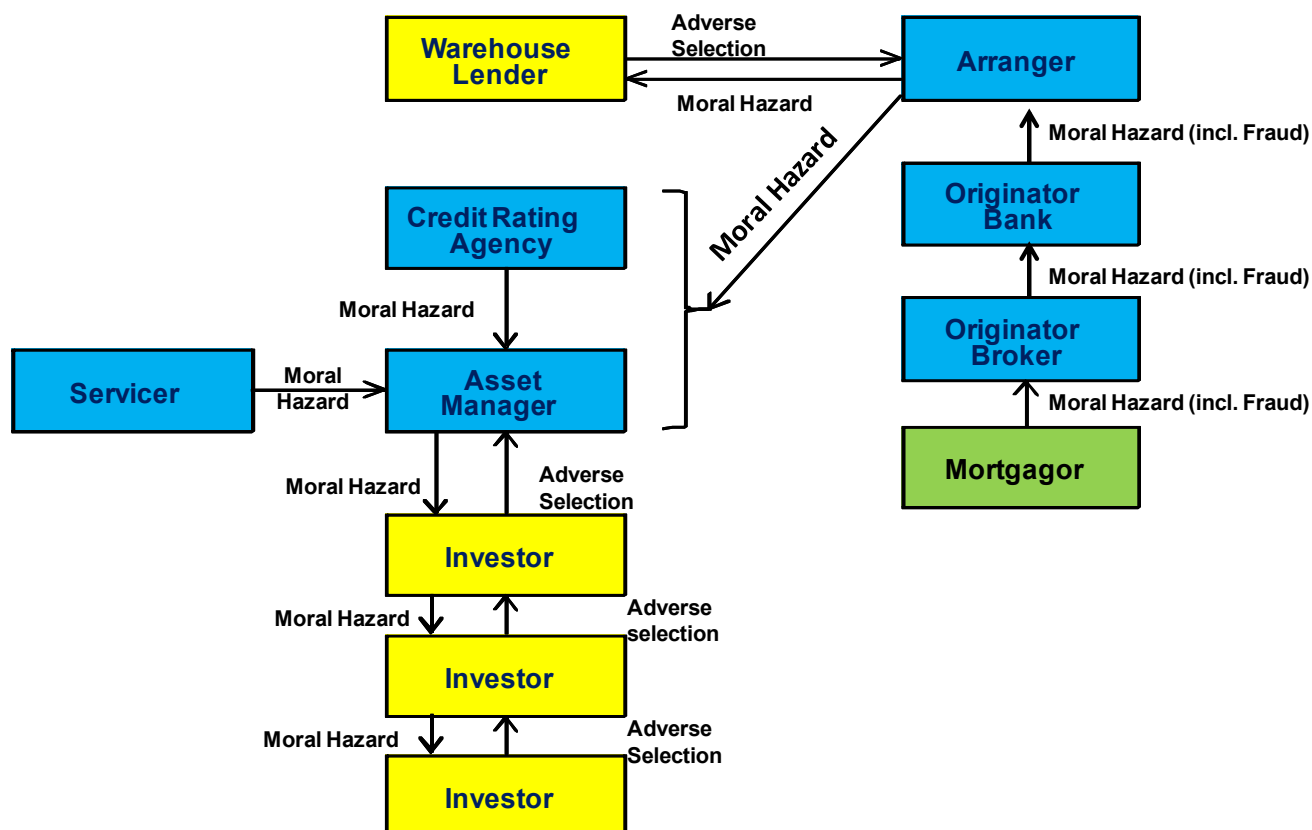 Warehouse
Lender
Adverse
Selection
Moral Hazard
Arranger
Moral Hazard (incl. Fraud)
Moral Hazard
Originator
Bank
Credit Rating
Agency
Moral Hazard (incl. Fraud)
Moral Hazard
Originator
Broker
Servicer
Moral
Hazard
Asset
Manager
Moral Hazard (incl. Fraud)
Mortgagor
Moral Hazard
Adverse
Selection
Investor
Moral Hazard
Adverse
selection
Investor
Moral Hazard
Adverse
Selection
Investor